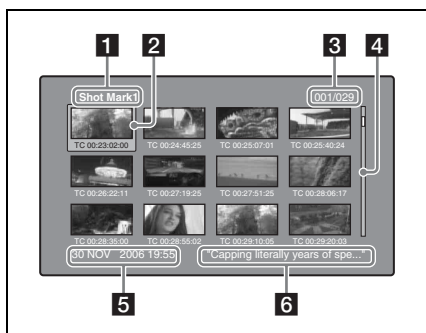 1 2 3 4
Shot Mark1 001/029
TC 00:23:02:00 TC 00:24:45:25 TC 00:25:07:01 TC 00:25:40:24
TC 00:26:22:11 TC 00:27:19:25 TC 00:27:51:25 TC 00:28:06:17
TC 00:28:35:00 TC 00:28:55:02 TC 00:29:10:05 TC 00:29:20:03
30 NOV 2006 19:55 "Capping literally years of spe..."
5 6